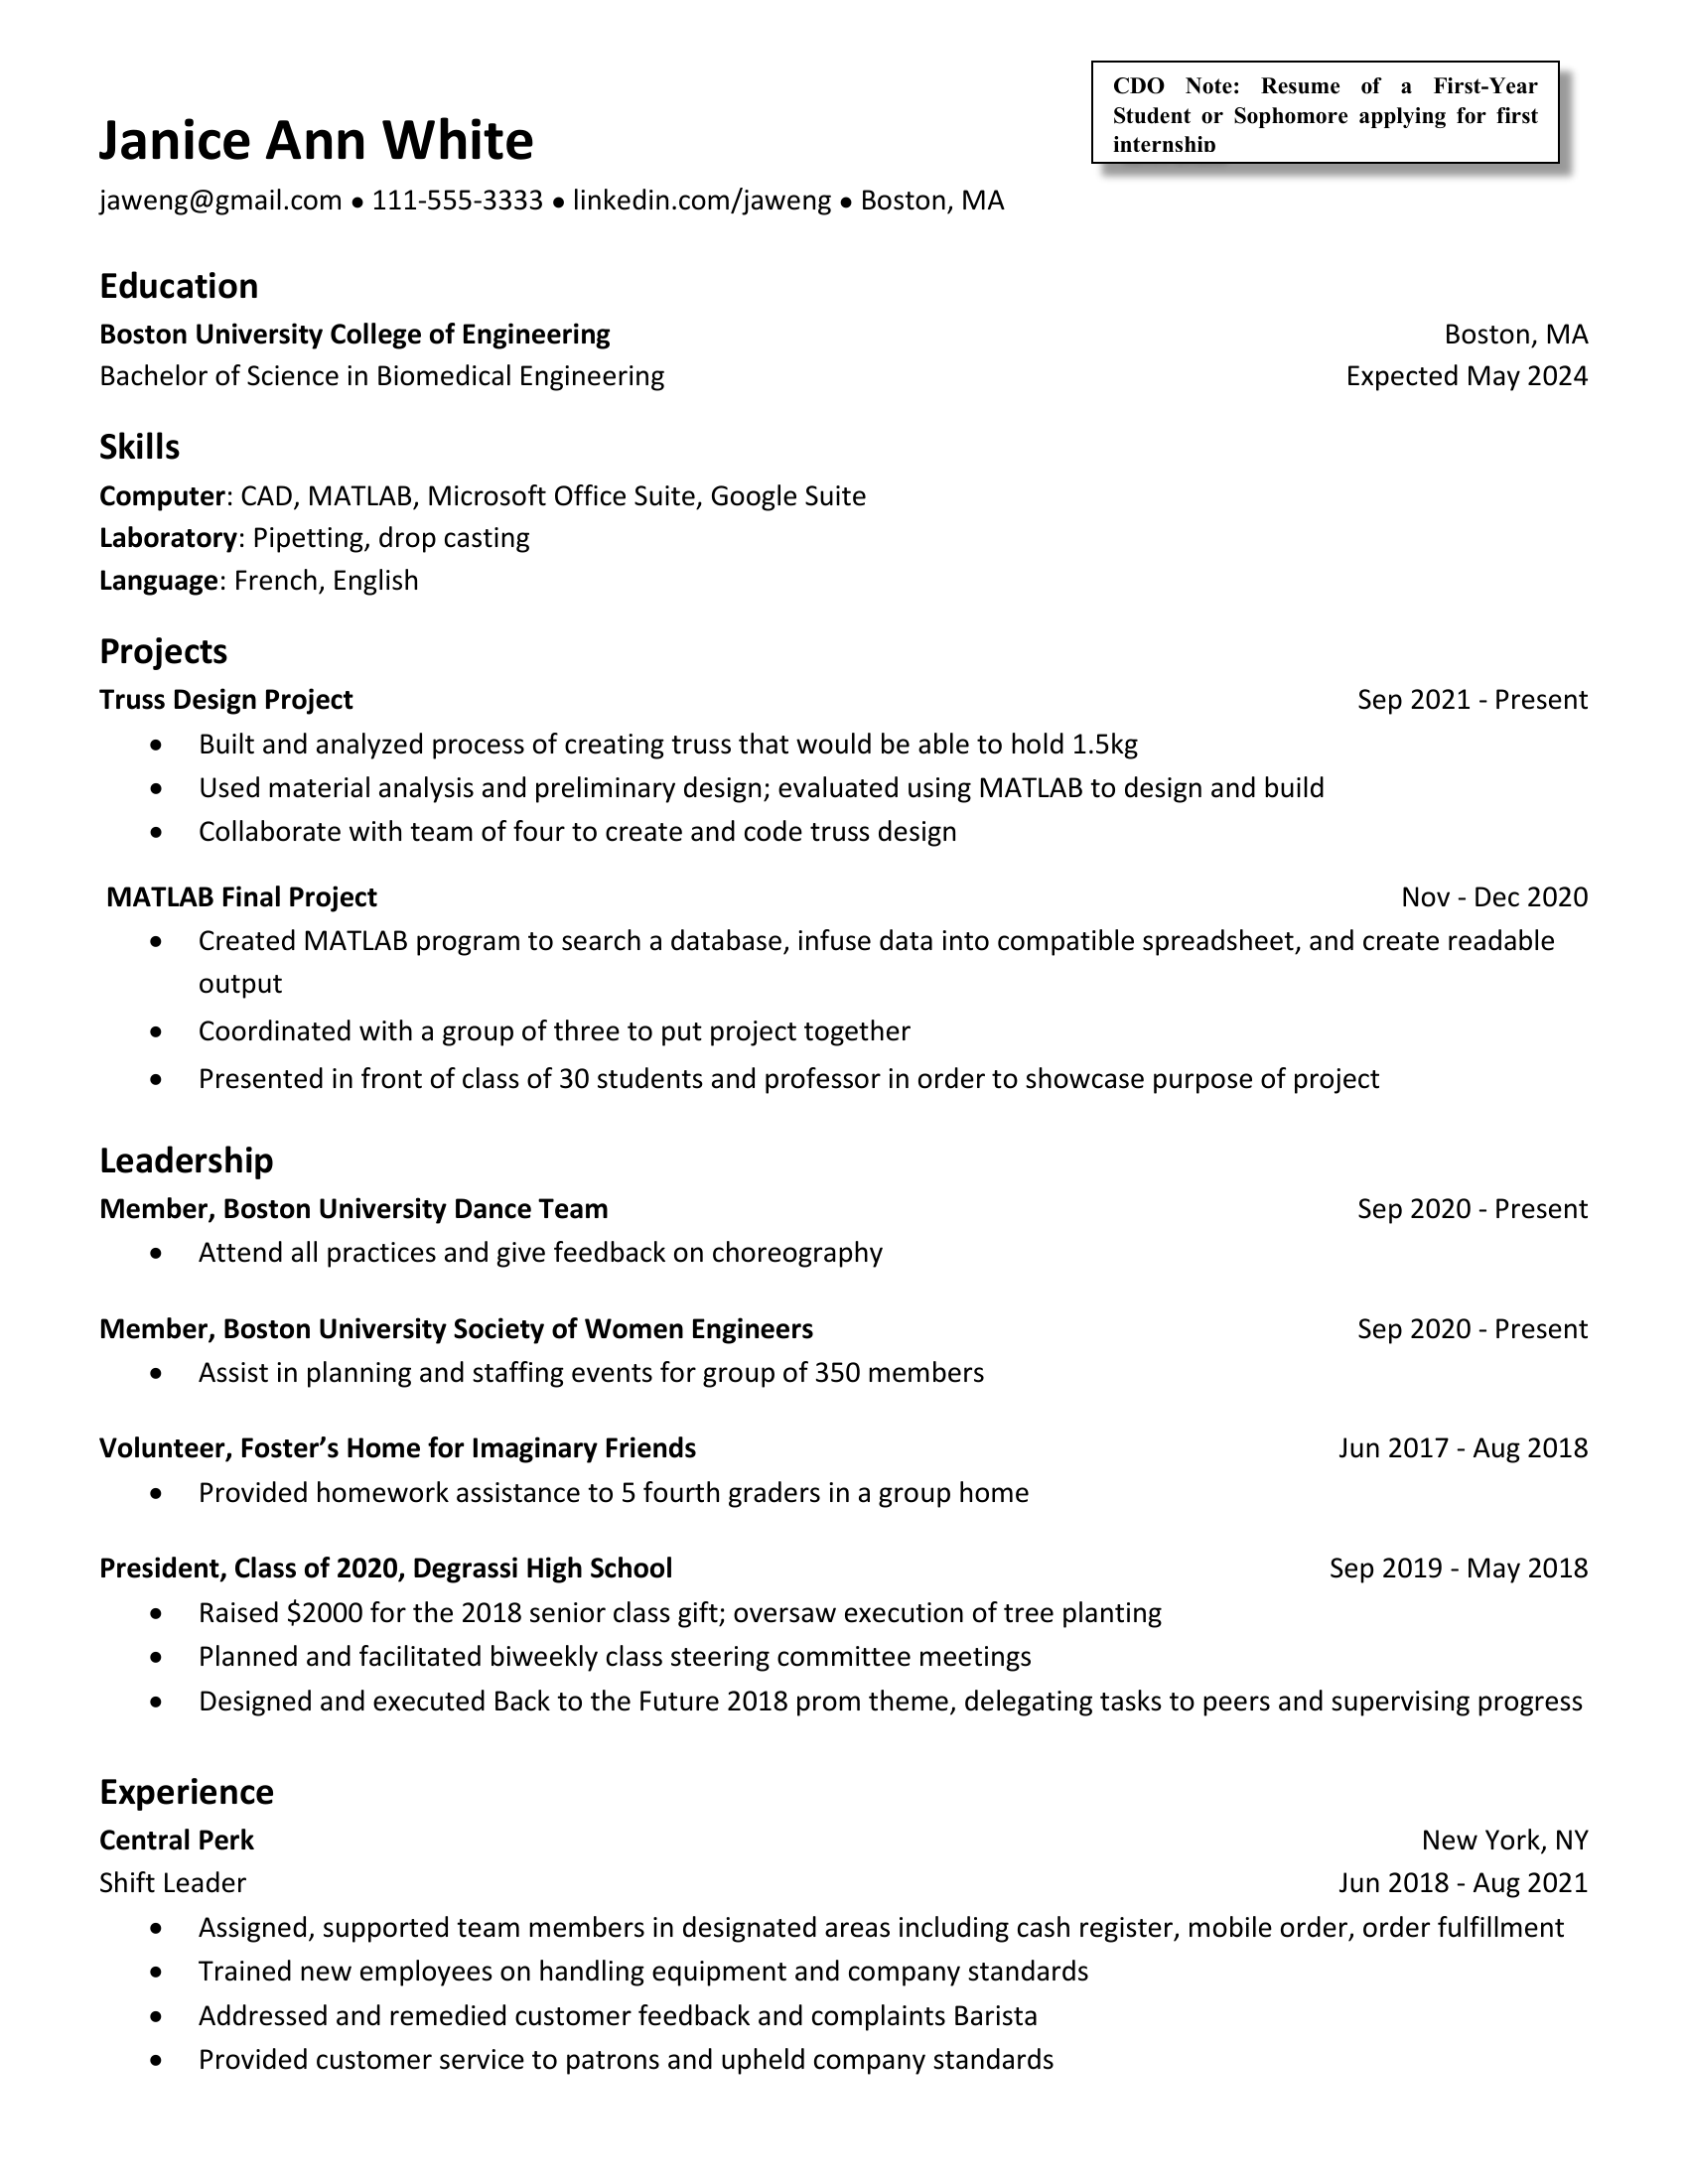 CDO Note: Resume of a First-Year
Student or Sophomore applying for first
internship
Janice Ann White
jaweng@gmail.com ● 111-555-3333 ● linkedin.com/jaweng ● Boston, MA
Education
Boston University College of Engineering Boston, MA
Bachelor of Science in Biomedical Engineering Expected May 2024
Skills
Computer: CAD, MATLAB, Microsoft Office Suite, Google Suite
Laboratory: Pipetting, drop casting
Language: French, English
Projects
Truss Design Project Sep 2021 - Present
• Built and analyzed process of creating truss that would be able to hold 1.5kg
• Used material analysis and preliminary design; evaluated using MATLAB to design and build
• Collaborate with team of four to create and code truss design
MATLAB Final Project Nov - Dec 2020
• Created MATLAB program to search a database, infuse data into compatible spreadsheet, and create readable
output
• Coordinated with a group of three to put project together
• Presented in front of class of 30 students and professor in order to showcase purpose of project
Leadership
Member, Boston University Dance Team Sep 2020 - Present
• Attend all practices and give feedback on choreography
Member, Boston University Society of Women Engineers Sep 2020 - Present
• Assist in planning and staffing events for group of 350 members
Volunteer, Foster’s Home for Imaginary Friends Jun 2017 - Aug 2018
• Provided homework assistance to 5 fourth graders in a group home
President, Class of 2020, Degrassi High School Sep 2019 - May 2018
• Raised $2000 for the 2018 senior class gift; oversaw execution of tree planting
• Planned and facilitated biweekly class steering committee meetings
• Designed and executed Back to the Future 2018 prom theme, delegating tasks to peers and supervising progress
Experience
Central Perk New York, NY
Shift Leader Jun 2018 - Aug 2021
• Assigned, supported team members in designated areas including cash register, mobile order, order fulfillment
• Trained new employees on handling equipment and company standards
• Addressed and remedied customer feedback and complaints Barista
• Provided customer service to patrons and upheld company standards